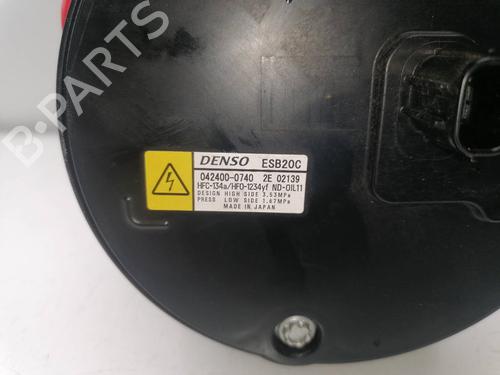 B-PARTS
DENSO ESB20C
042400-0740 2E 02139
HFC-134a/HFO-1234yf ND-OIL11
DESIGN HIGH SIDE 3.53MPa
PRESS LOW SIDE 1.67MPa
MADE IN JAPAN